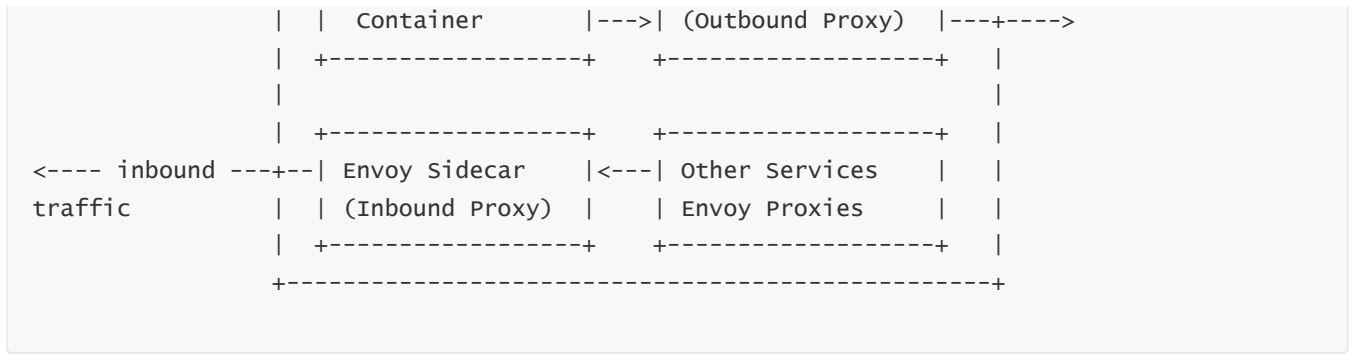 |  |  Container        |--->| (Outbound Proxy)  |---+---->
|  +-----------------+    +-------------------+   |
|                                                 |
|  +-----------------+    +-------------------+   |
<---- inbound ---+--| Envoy Sidecar    |<---| Other Services    |   |
traffic          |  | (Inbound Proxy)  |    | Envoy Proxies     |   |
|  +-----------------+    +-------------------+   |
+-------------------------------------------------+